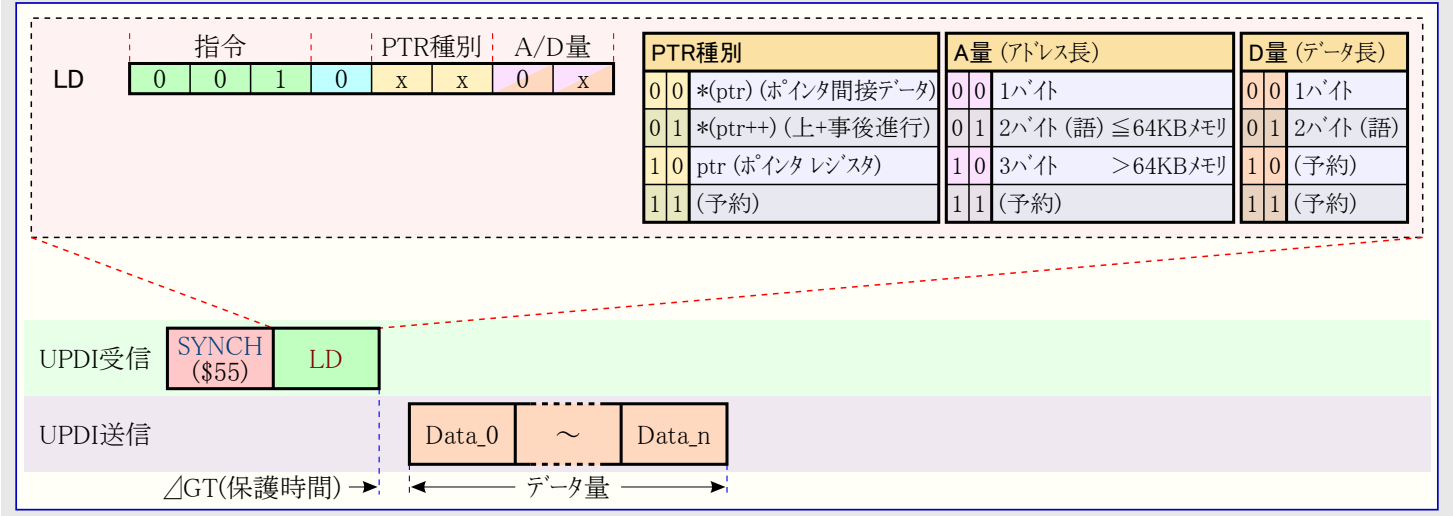 指令 PTR種別 A/D量
LD 0 0 1 0 x x 0 x
PTR種別
0 0 *(ptr) (ポインタ間接データ)
0 1 *(ptr++) (上+事後進行)
1 0 ptr (ポインタ レジスタ)
1 1 (予約)
A量 (アドレス長)
0 0 1バイト
0 1 2バイト (語) ≦64KBメモリ
1 0 3バイト >64KBメモリ
1 1 (予約)
D量 (データ長)
0 0 1バイト
0 1 2バイト (語)
1 0 (予約)
1 1 (予約)
UPDI受信 SYNCH ($55) LD
UPDI送信 Data_0 ~ Data_n
⊿GT(保護時間) データ量